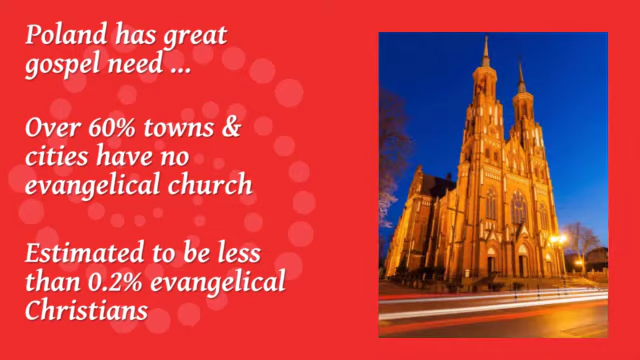 Poland has great
gospel need ...
Over 60% towns &
cities have no
evangelical church
Estimated to be less
than 0.2% evangelical
Christians